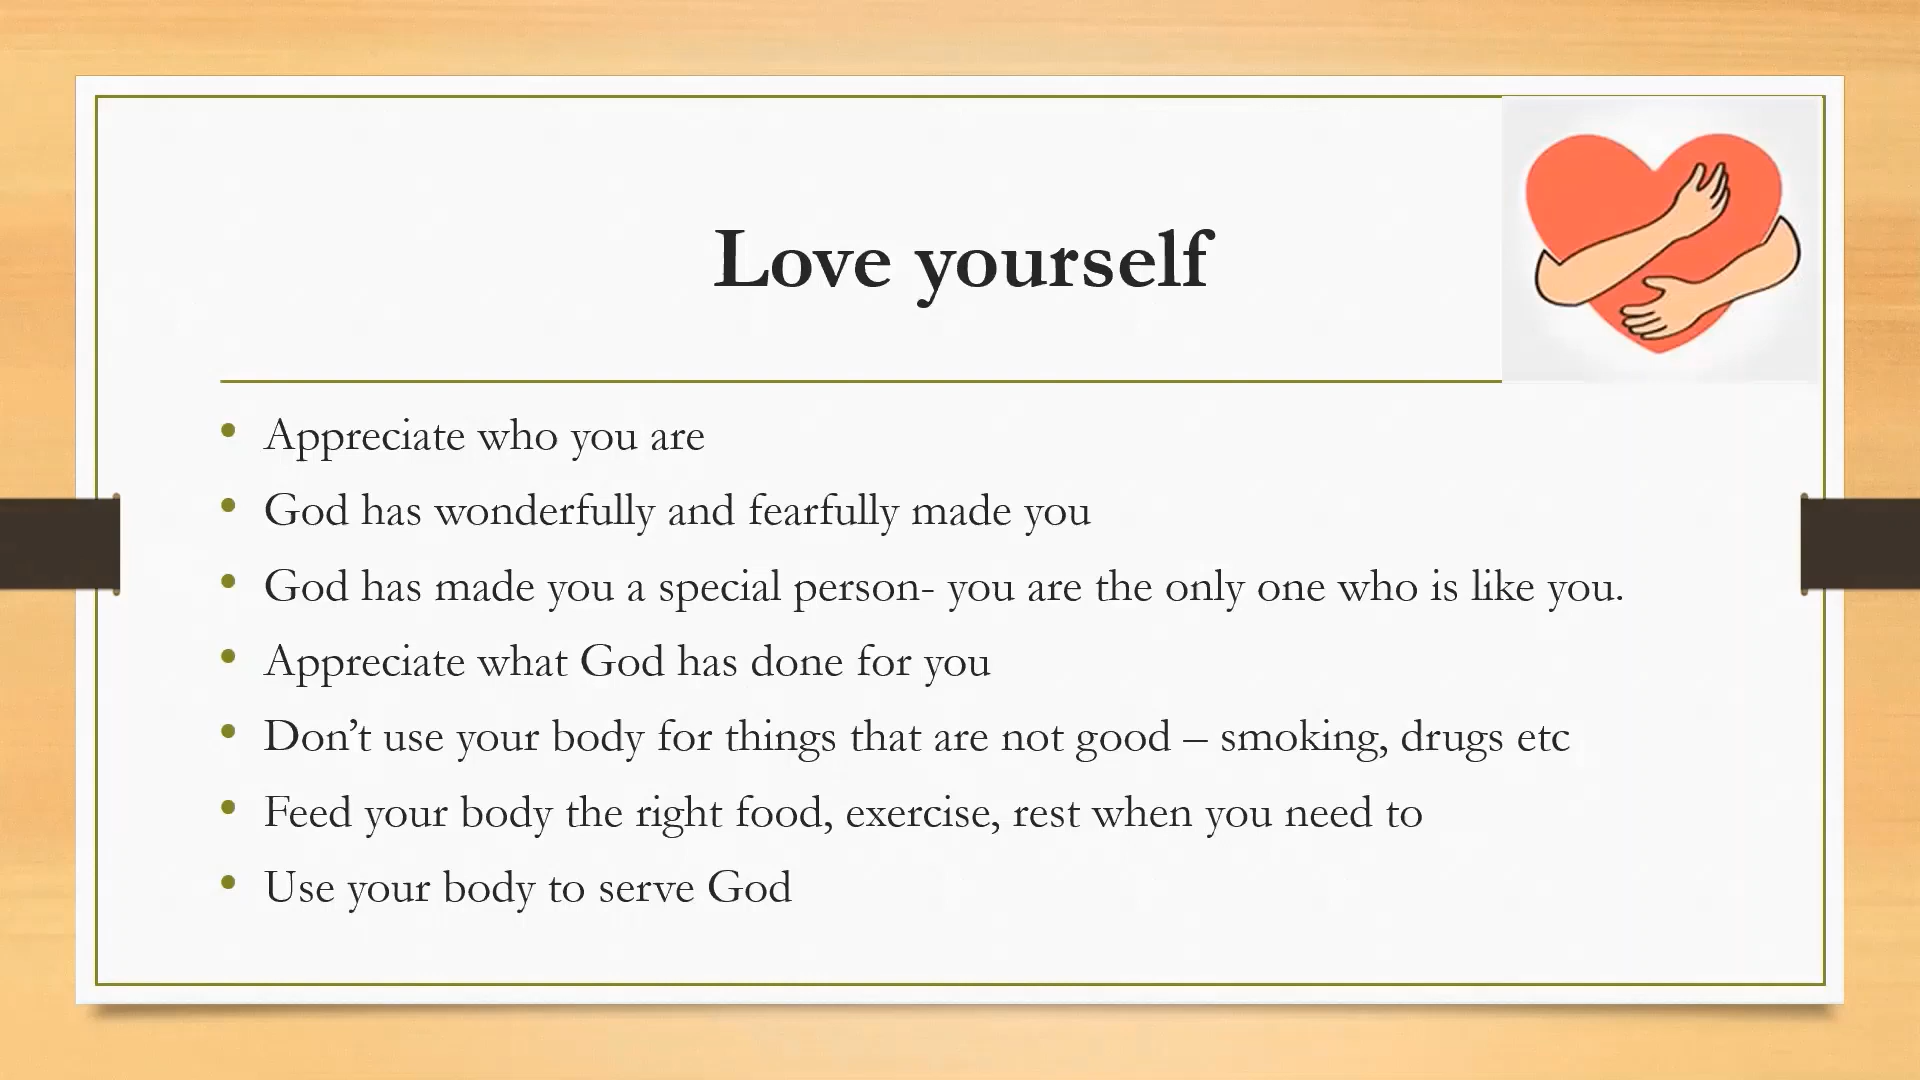 Love yourself
• Appreciate who you are
• God has wonderfully and fearfully made you
• God has made you a special person- you are the only one who is like you.
• Appreciate what God has done for you
• Don’t use your body for things that are not good – smoking, drugs etc
• Feed your body the right food, exercise, rest when you need to
• Use your body to serve God